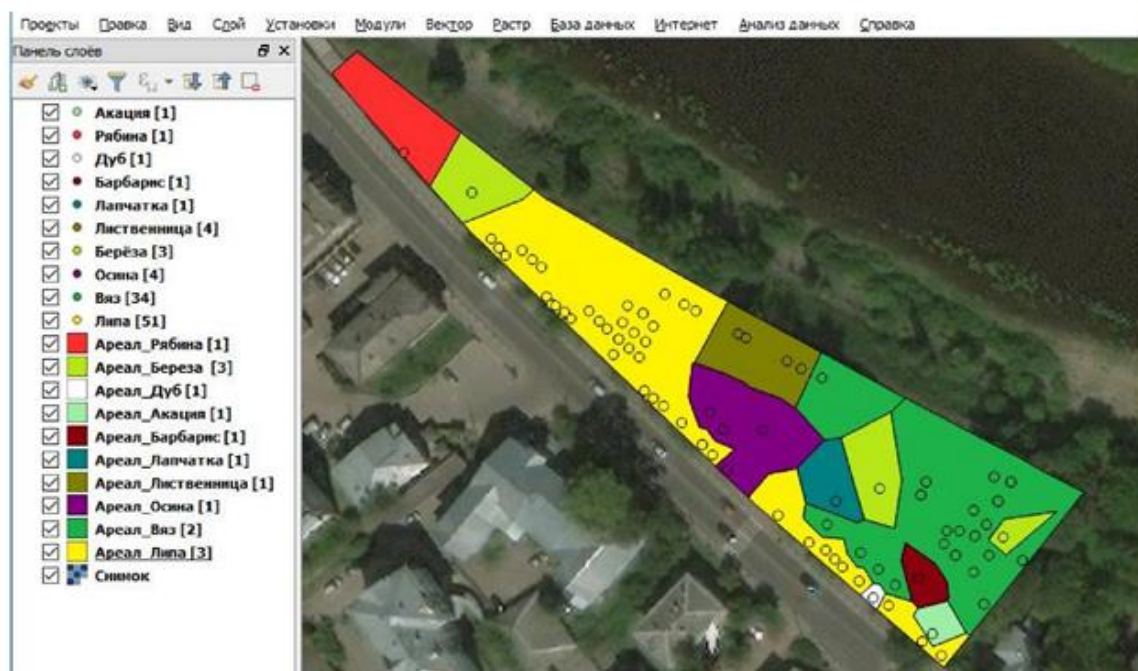 Проекты Правка Вид Слой Установки Модули Вектор Растр База данных Интернет Анализ данных Справка
Панель слоёв
Акация [1]
Рябина [1]
Дуб [1]
Барбарис [1]
Лапчатка [1]
Лиственница [4]
Берёза [3]
Осина [4]
Вяз [34]
Липа [51]
Ареал_Рябина [1]
Ареал_Береза [3]
Ареал_Дуб [1]
Ареал_Акация [1]
Ареал_Барбарис [1]
Ареал_Лапчатка [1]
Ареал_Лиственница [1]
Ареал_Осина [1]
Ареал_Вяз [2]
Ареал_Липа [3]
Снимок